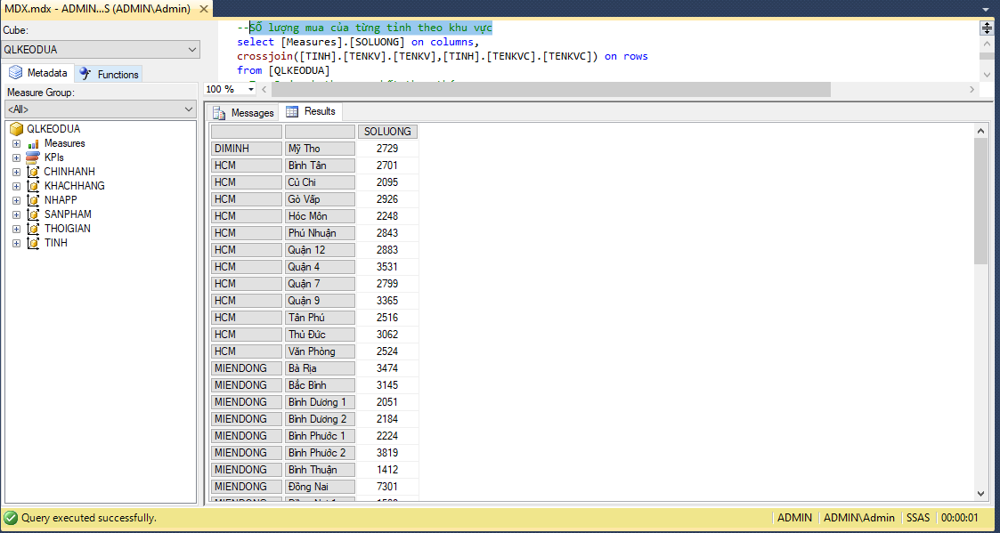 MDX.mdx - ADMIN...S (ADMIN\Admin)
Cube:
QLKEODUA
Metadata
Functions
Measure Group:
<All>
QLKEODUA
Measures
KPIs
CHINHANH
KHACHHANG
NHAPP
SANPHAM
THOIGIAN
TINH
--SỐ lượng mua của từng tỉnh theo khu vực
select [Measures].[SOLUONG] on columns,
crossjoin([TINH].[TENKV].[TENKV],[TINH].[TENKVC].[TENKVC]) on rows
from [QLKEODUA]
100 %
Messages
Results
SOLUONG
DIMINH Mỹ Tho 2729
HCM Bình Tân 2701
HCM Củ Chi 2095
HCM Gò Vấp 2926
HCM Hóc Môn 2248
HCM Phú Nhuận 2843
HCM Quận 12 2883
HCM Quận 4 3531
HCM Quận 7 2799
HCM Quận 9 3365
HCM Tân Phú 2516
HCM Thủ Đức 3062
HCM Văn Phòng 2524
MIENDONG Bà Rịa 3474
MIENDONG Bắc Bình 3145
MIENDONG Bình Dương 1 2051
MIENDONG Bình Dương 2 2184
MIENDONG Bình Phước 1 2224
MIENDONG Bình Phước 2 3819
MIENDONG Bình Thuận 1412
MIENDONG Đồng Nai 7301
Query executed successfully.
ADMIN ADMIN\Admin SSAS 00:00:01